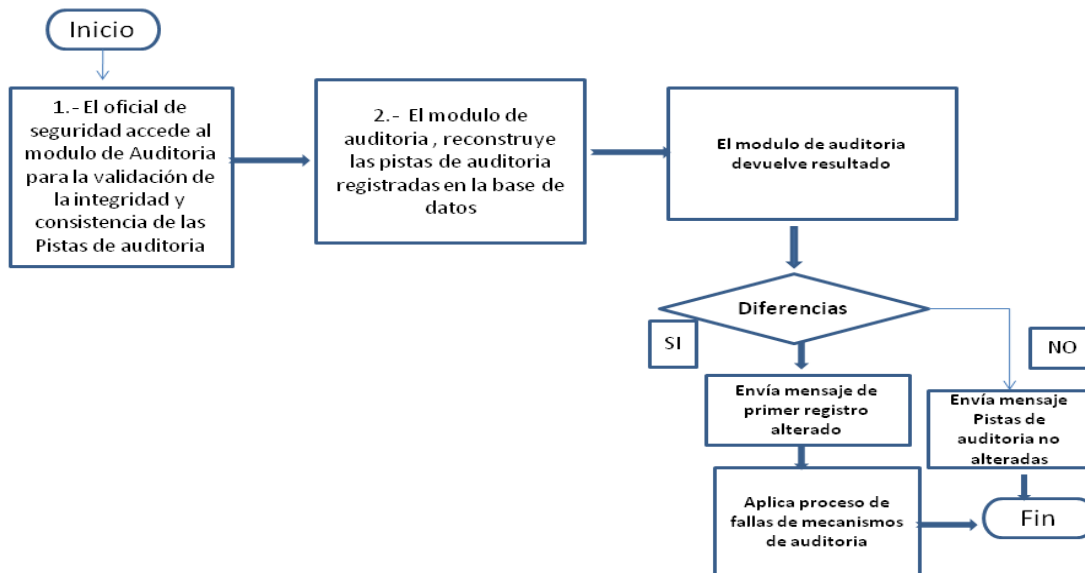 Inicio
1.- El oficial de
seguridad accede al
modulo de Auditoria
para la validación de
la integridad y
consistencia de las
Pistas de auditoria
2.- El modulo de
auditoria , reconstruye
las pistas de auditoria
registradas en la base de
datos
El modulo de auditoria
devuelve resultado
Diferencias
SI
NO
Envía mensaje de
primer registro
alterado
Envía mensaje
Pistas de
auditoria no
alteradas
Aplica proceso de
fallas de mecanismos
de auditoria
Fin